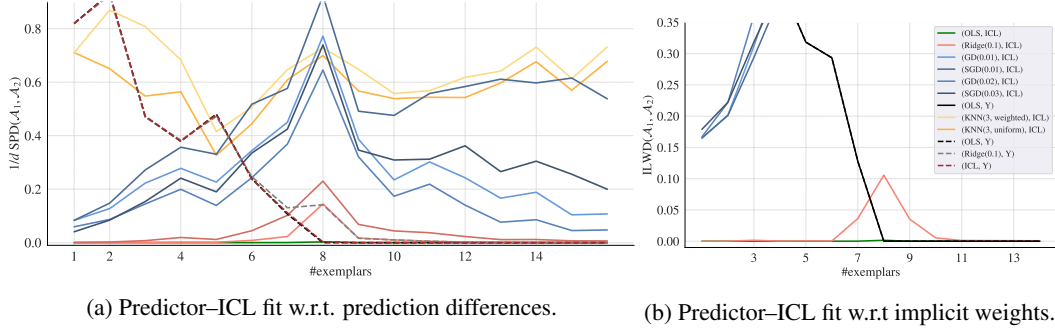 0.8
0.6
0.4
0.2
0.0
1/d SPD(𝒜₁, 𝒜₂)
1 2 4 6 8 10 12 14
#exemplars
(a) Predictor–ICL fit w.r.t. prediction differences.
0.35
0.30
0.25
0.20
0.15
0.10
0.05
0.00
ILWD(𝒜₁, 𝒜₂)
3 5 7 9 11 13
#exemplars
(OLS, ICL)
(Ridge(0.1), ICL)
(GD(0.01), ICL)
(SGD(0.01), ICL)
(GD(0.02), ICL)
(SGD(0.03), ICL)
(OLS, Y)
(KNN(3, weighted), ICL)
(KNN(3, uniform), ICL)
(OLS, Y)
(Ridge(0.1), Y)
(ICL, Y)
(b) Predictor–ICL fit w.r.t implicit weights.